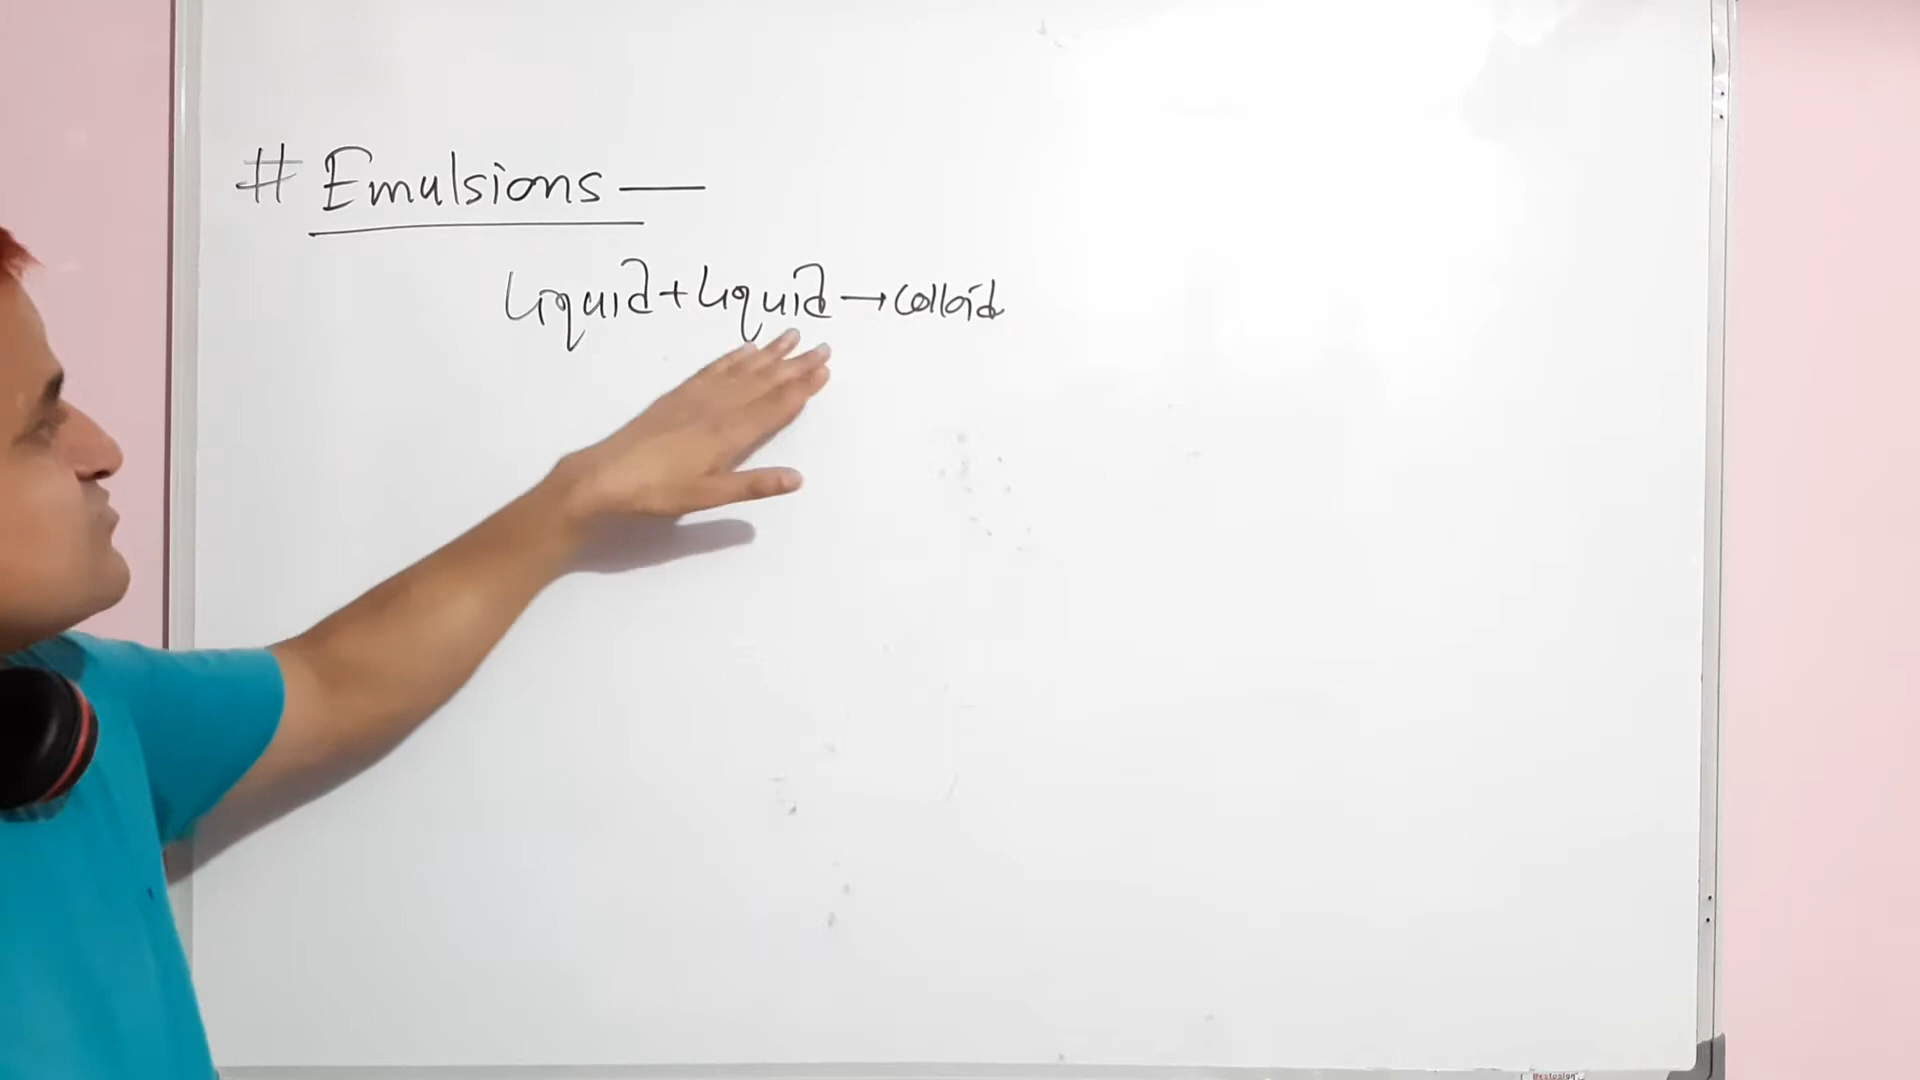 # Emulsions —
Liquid + Liquid → Colloid